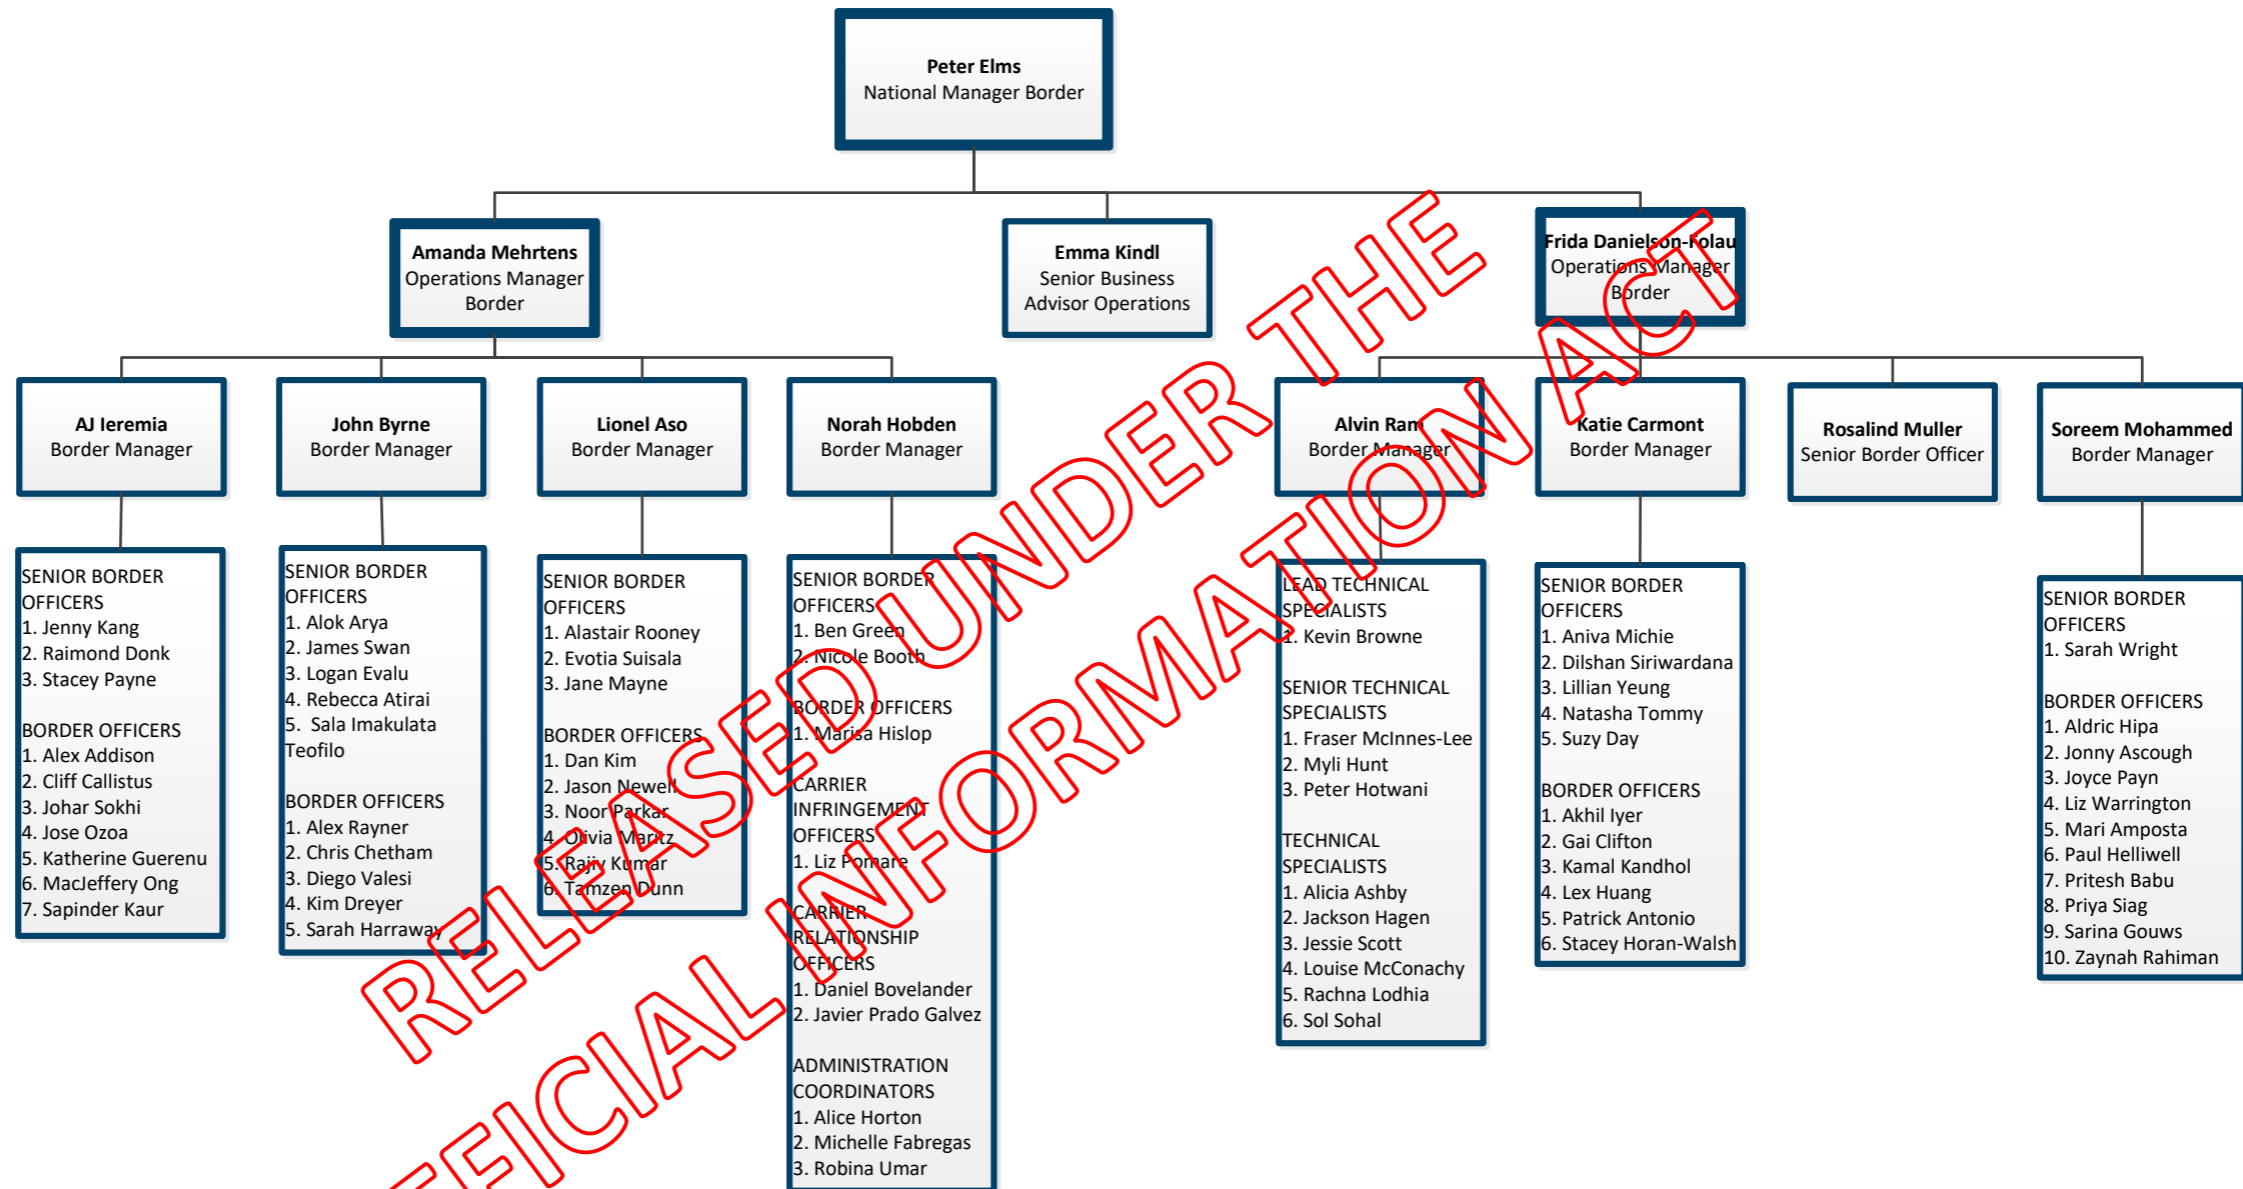 Peter Elms
National Manager Border
Amanda Mehrtens
Operations Manager
Border
Emma Kindl
Senior Business
Advisor Operations
Frida Danielson-Folau
Operations Manager
Border
AJ Ieremia
Border Manager
John Byrne
Border Manager
Lionel Aso
Border Manager
Norah Hobden
Border Manager
Alvin Ram
Border Manager
Katie Carmont
Border Manager
Rosalind Muller
Senior Border Officer
Soreem Mohammed
Border Manager
SENIOR BORDER
OFFICERS
1. Jenny Kang
2. Raimond Donk
3. Stacey Payne
BORDER OFFICERS
1. Alex Addison
2. Cliff Callistus
3. Johar Sokhi
4. Jose Ozoa
5. Katherine Guerenu
6. MacJeffery Ong
7. Sapinder Kaur
SENIOR BORDER
OFFICERS
1. Alok Arya
2. James Swan
3. Logan Evalu
4. Rebecca Atirai
5. Sala Imakulata
Teofilo
BORDER OFFICERS
1. Alex Rayner
2. Chris Chetham
3. Diego Valesi
4. Kim Dreyer
5. Sarah Harraway
SENIOR BORDER
OFFICERS
1. Alastair Rooney
2. Evotia Suisala
3. Jane Mayne
BORDER OFFICERS
1. Dan Kim
2. Jason Newell
3. Noor Parkar
4. Olivia Maritz
5. Rajiv Kumar
6. Tamzen Dunn
SENIOR BORDER
OFFICERS
1. Ben Green
2. Nicole Booth
BORDER OFFICERS
1. Marisa Hislop
CARRIER
INFRINGEMENT
OFFICERS
1. Liz Pomare
CARRIER
RELATIONSHIP
OFFICERS
1. Daniel Bovelander
2. Javier Prado Galvez
ADMINISTRATION
COORDINATORS
1. Alice Horton
2. Michelle Fabregas
3. Robina Umar
LEAD TECHNICAL
SPECIALISTS
1. Kevin Browne
SENIOR TECHNICAL
SPECIALISTS
1. Fraser McInnes-Lee
2. Myli Hunt
3. Peter Hotwani
TECHNICAL
SPECIALISTS
1. Alicia Ashby
2. Jackson Hagen
3. Jessie Scott
4. Louise McConachy
5. Rachna Lodhia
6. Sol Sohal
SENIOR BORDER
OFFICERS
1. Aniva Michie
2. Dilshan Siriwardana
3. Lillian Yeung
4. Natasha Tommy
5. Suzy Day
BORDER OFFICERS
1. Akhil Iyer
2. Gai Clifton
3. Kamal Kandhol
4. Lex Huang
5. Patrick Antonio
6. Stacey Horan-Walsh
SENIOR BORDER
OFFICERS
1. Sarah Wright
BORDER OFFICERS
1. Aldric Hipa
2. Jonny Ascough
3. Joyce Payn
4. Liz Warrington
5. Mari Amposta
6. Paul Helliwell
7. Pritesh Babu
8. Priya Siag
9. Sarina Gouws
10. Zaynah Rahiman
RELEASED UNDER THE
FFICIAL INFORMATION ACT